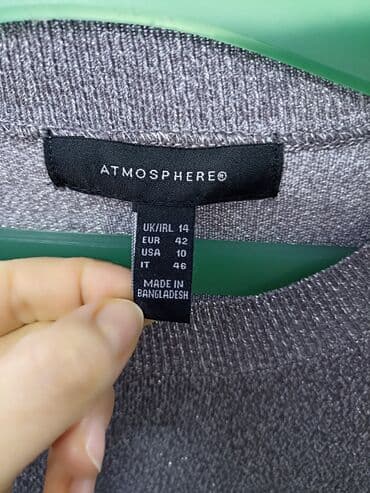 ATMOSPHERE®
UK/IRL 14
EUR 42
USA 10
IT 46
MADE IN
BANGLADESH